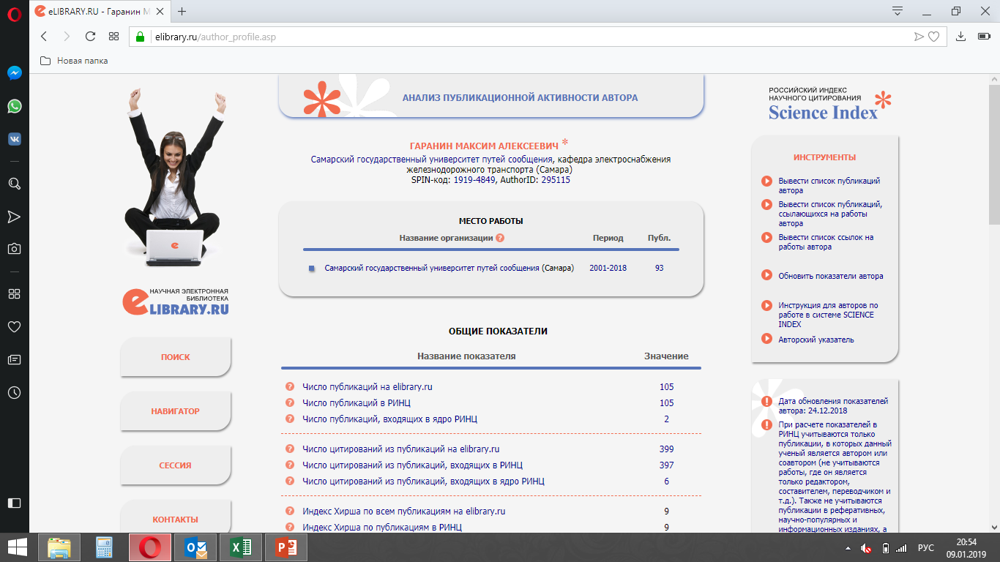 eLIBRARY.RU - Гаранин М
elibrary.ru/author_profile.asp
Новая папка
АНАЛИЗ ПУБЛИКАЦИОННОЙ АКТИВНОСТИ АВТОРА
ГАРАНИН МАКСИМ АЛЕКСЕЕВИЧ *
Самарский государственный университет путей сообщения, кафедра электроснабжения
железнодорожного транспорта (Самара)
SPIN-код: 1919-4849, AuthorID: 295115
МЕСТО РАБОТЫ
Название организации ? Период Публ.
Самарский государственный университет путей сообщения (Самара) 2001-2018 93
ОБЩИЕ ПОКАЗАТЕЛИ
Название показателя Значение
? Число публикаций на elibrary.ru 105
? Число публикаций в РИНЦ 105
? Число публикаций, входящих в ядро РИНЦ 2
? Число цитирований из публикаций на elibrary.ru 399
? Число цитирований из публикаций, входящих в РИНЦ 397
? Число цитирований из публикаций, входящих в ядро РИНЦ 6
? Индекс Хирша по всем публикациям на elibrary.ru 9
? Индекс Хирша по публикациям в РИНЦ 9
e
НАУЧНАЯ ЭЛЕКТРОННАЯ
БИБЛИОТЕКА
eLIBRARY.RU
ПОИСК
НАВИГАТОР
СЕССИЯ
КОНТАКТЫ
РОССИЙСКИЙ ИНДЕКС
НАУЧНОГО ЦИТИРОВАНИЯ
Science Index
ИНСТРУМЕНТЫ
Вывести список публикаций
автора
Вывести список публикаций,
ссылающихся на работы
автора
Вывести список ссылок на
работы автора
Обновить показатели автора
Инструкция для авторов по
работе в системе SCIENCE
INDEX
Авторский указатель
! Дата обновления показателей
автора: 24.12.2018
! При расчете показателей в
РИНЦ учитываются только
публикации, в которых данный
ученый является автором или
соавтором (не учитываются
работы, где он является
только редактором,
составителем, переводчиком и
т.д.). Также не учитываются
публикации в реферативных,
научно-популярных и
информационных изданиях, а
РУС
20:54
09.01.2019